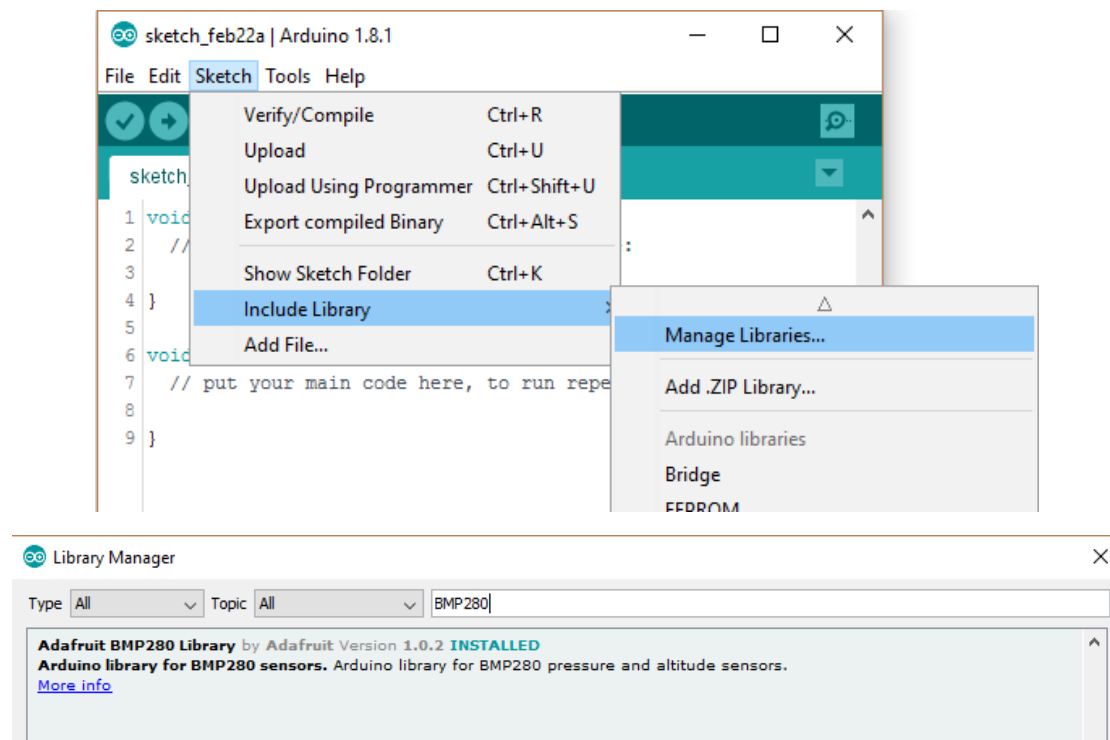 sketch_feb22a | Arduino 1.8.1
File Edit Sketch Tools Help
Verify/Compile Ctrl+R
Upload Ctrl+U
sketch_
Upload Using Programmer Ctrl+Shift+U
1 void
Export compiled Binary Ctrl+Alt+S
2 // :
3
Show Sketch Folder Ctrl+K
4 }
Include Library
5
Manage Libraries...
Add File...
6 void
7 // put your main code here, to run repe
Add .ZIP Library...
8
9 }
Arduino libraries
Bridge
EEPROM
Library Manager
Type All Topic All BMP280
Adafruit BMP280 Library by Adafruit Version 1.0.2 INSTALLED
Arduino library for BMP280 sensors. Arduino library for BMP280 pressure and altitude sensors.
More info